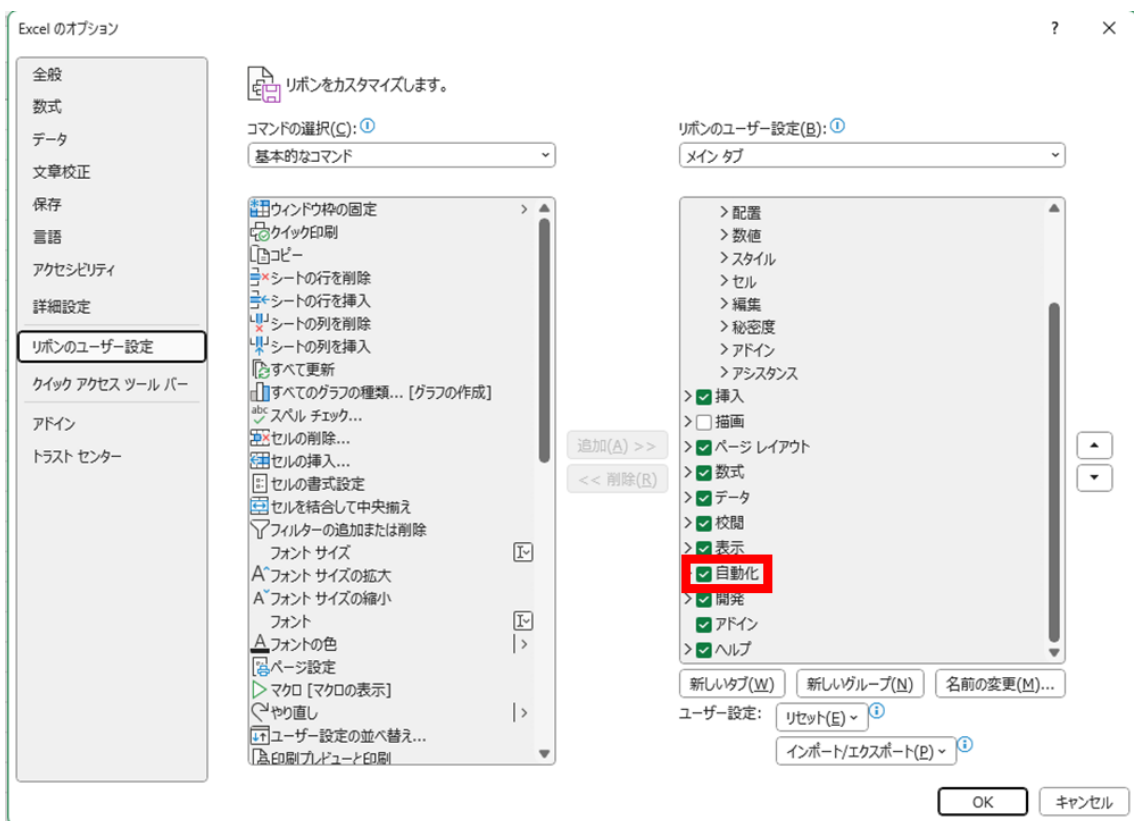 Excel のオプション
?
全般
数式
データ
文章校正
保存
言語
アクセシビリティ
詳細設定
リボンのユーザー設定
クイック アクセス ツール バー
アドイン
トラスト センター
リボンをカスタマイズします。
コマンドの選択(C):
基本的なコマンド
ウィンドウ枠の固定
クイック印刷
コピー
シートの行を削除
シートの行を挿入
シートの列を削除
シートの列を挿入
すべて更新
すべてのグラフの種類... [グラフの作成]
abc スペル チェック...
セルの削除...
セルの挿入...
セルの書式設定
セルを結合して中央揃え
フィルターの追加または削除
フォント サイズ
フォント サイズの拡大
フォント サイズの縮小
フォント
フォントの色
ページ設定
マクロ [マクロの表示]
やり直し
ユーザー設定の並べ替え...
印刷プレビューと印刷
追加(A) >>
<< 削除(R)
リボンのユーザー設定(B):
メイン タブ
配置
数値
スタイル
セル
編集
秘密度
アドイン
アシスタンス
挿入
描画
ページ レイアウト
数式
データ
校閲
表示
自動化
開発
アドイン
ヘルプ
新しいタブ(W)
新しいグループ(N)
名前の変更(M)...
ユーザー設定:
リセット(E)
インポート/エクスポート(P)
OK
キャンセル